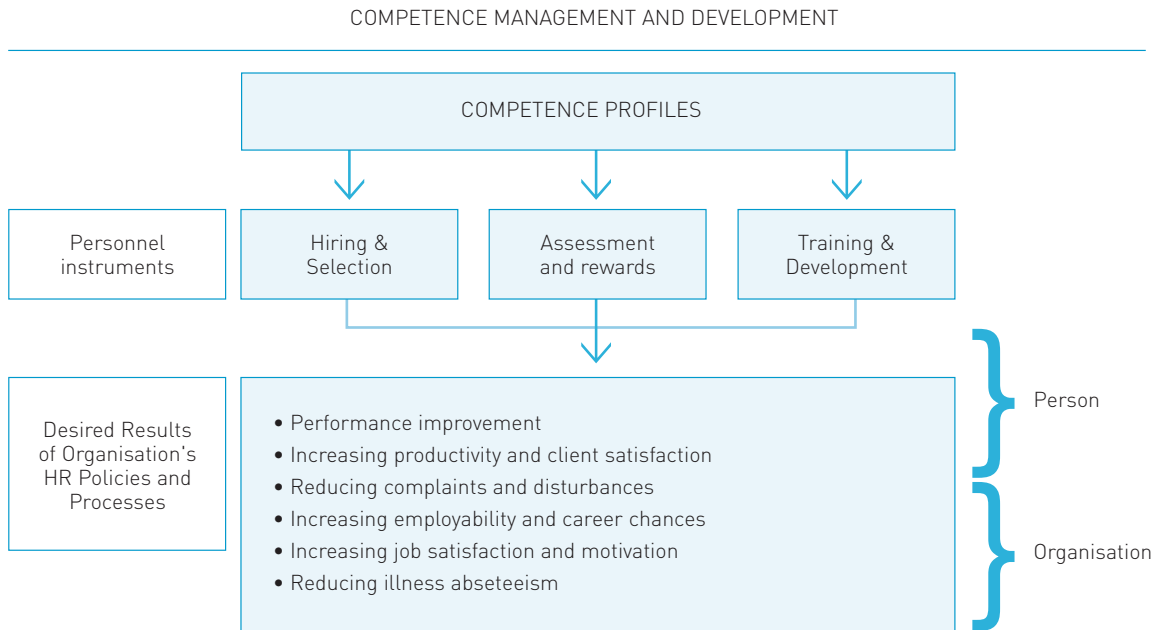 COMPETENCE MANAGEMENT AND DEVELOPMENT
COMPETENCE PROFILES
Personnel
instruments
Hiring &
Selection
Assessment
and rewards
Training &
Development
Desired Results
of Organisation's
HR Policies and
Processes
• Performance improvement
• Increasing productivity and client satisfaction
• Reducing complaints and disturbances
• Increasing employability and career chances
• Increasing job satisfaction and motivation
• Reducing illness abseteeism
Person
Organisation